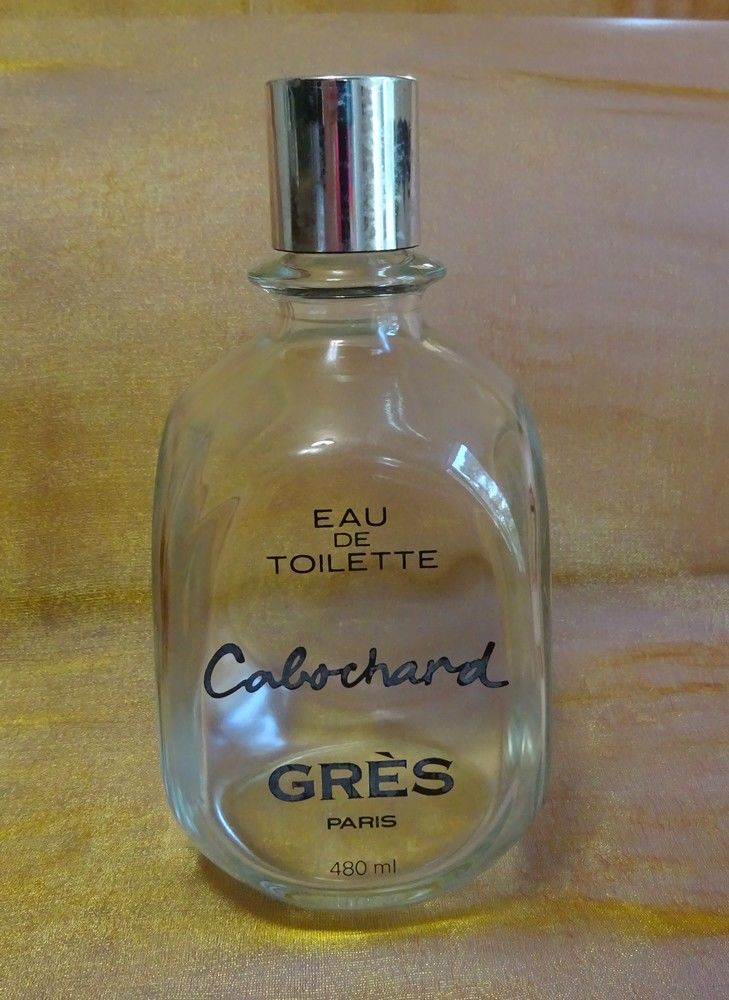 EAU
DE
TOILETTE
Cabochard
GRÈS
PARIS
480 ml